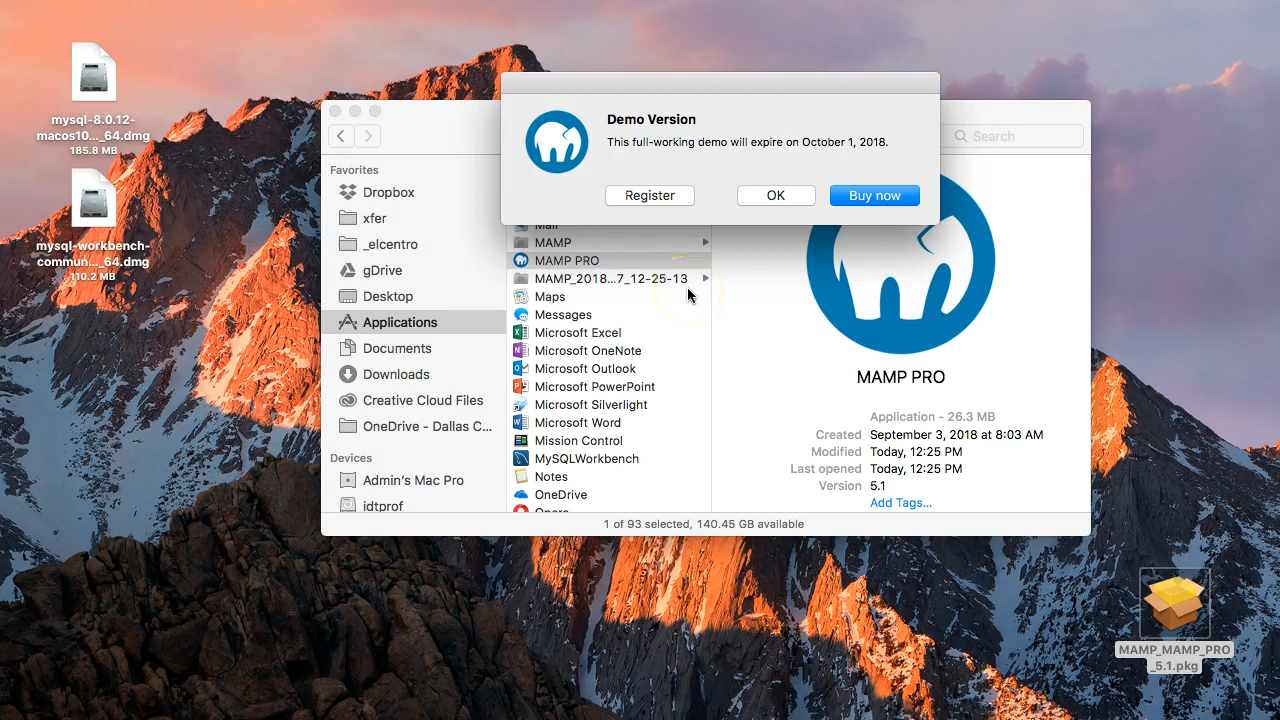 mysql-8.0.12-
macos10..._64.dmg
185.8 MB
mysql-workbench-
commun..._64.dmg
110.2 MB
Demo Version
This full-working demo will expire on October 1, 2018.
Register
OK
Buy now
Search
Favorites
Dropbox
xfer
_elcentro
gDrive
Desktop
Applications
Documents
Downloads
Creative Cloud Files
OneDrive - Dallas C...
Devices
Admin's Mac Pro
idtprof
Mail
MAMP
MAMP PRO
MAMP_2018...7_12-25-13
Maps
Messages
Microsoft Excel
Microsoft OneNote
Microsoft Outlook
Microsoft PowerPoint
Microsoft Silverlight
Microsoft Word
Mission Control
MySQLWorkbench
Notes
OneDrive
Opera
MAMP PRO
Application - 26.3 MB
Created September 3, 2018 at 8:03 AM
Modified Today, 12:25 PM
Last opened Today, 12:25 PM
Version 5.1
Add Tags...
1 of 93 selected, 140.45 GB available
MAMP_MAMP_PRO
_5.1.pkg